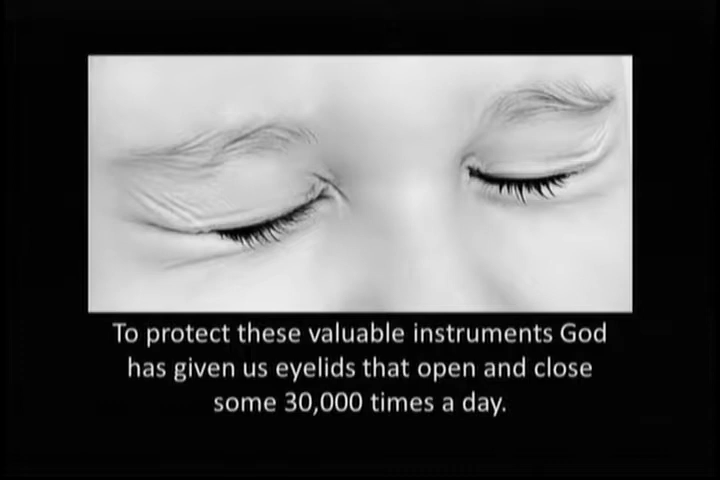 To protect these valuable instruments God
has given us eyelids that open and close
some 30,000 times a day.